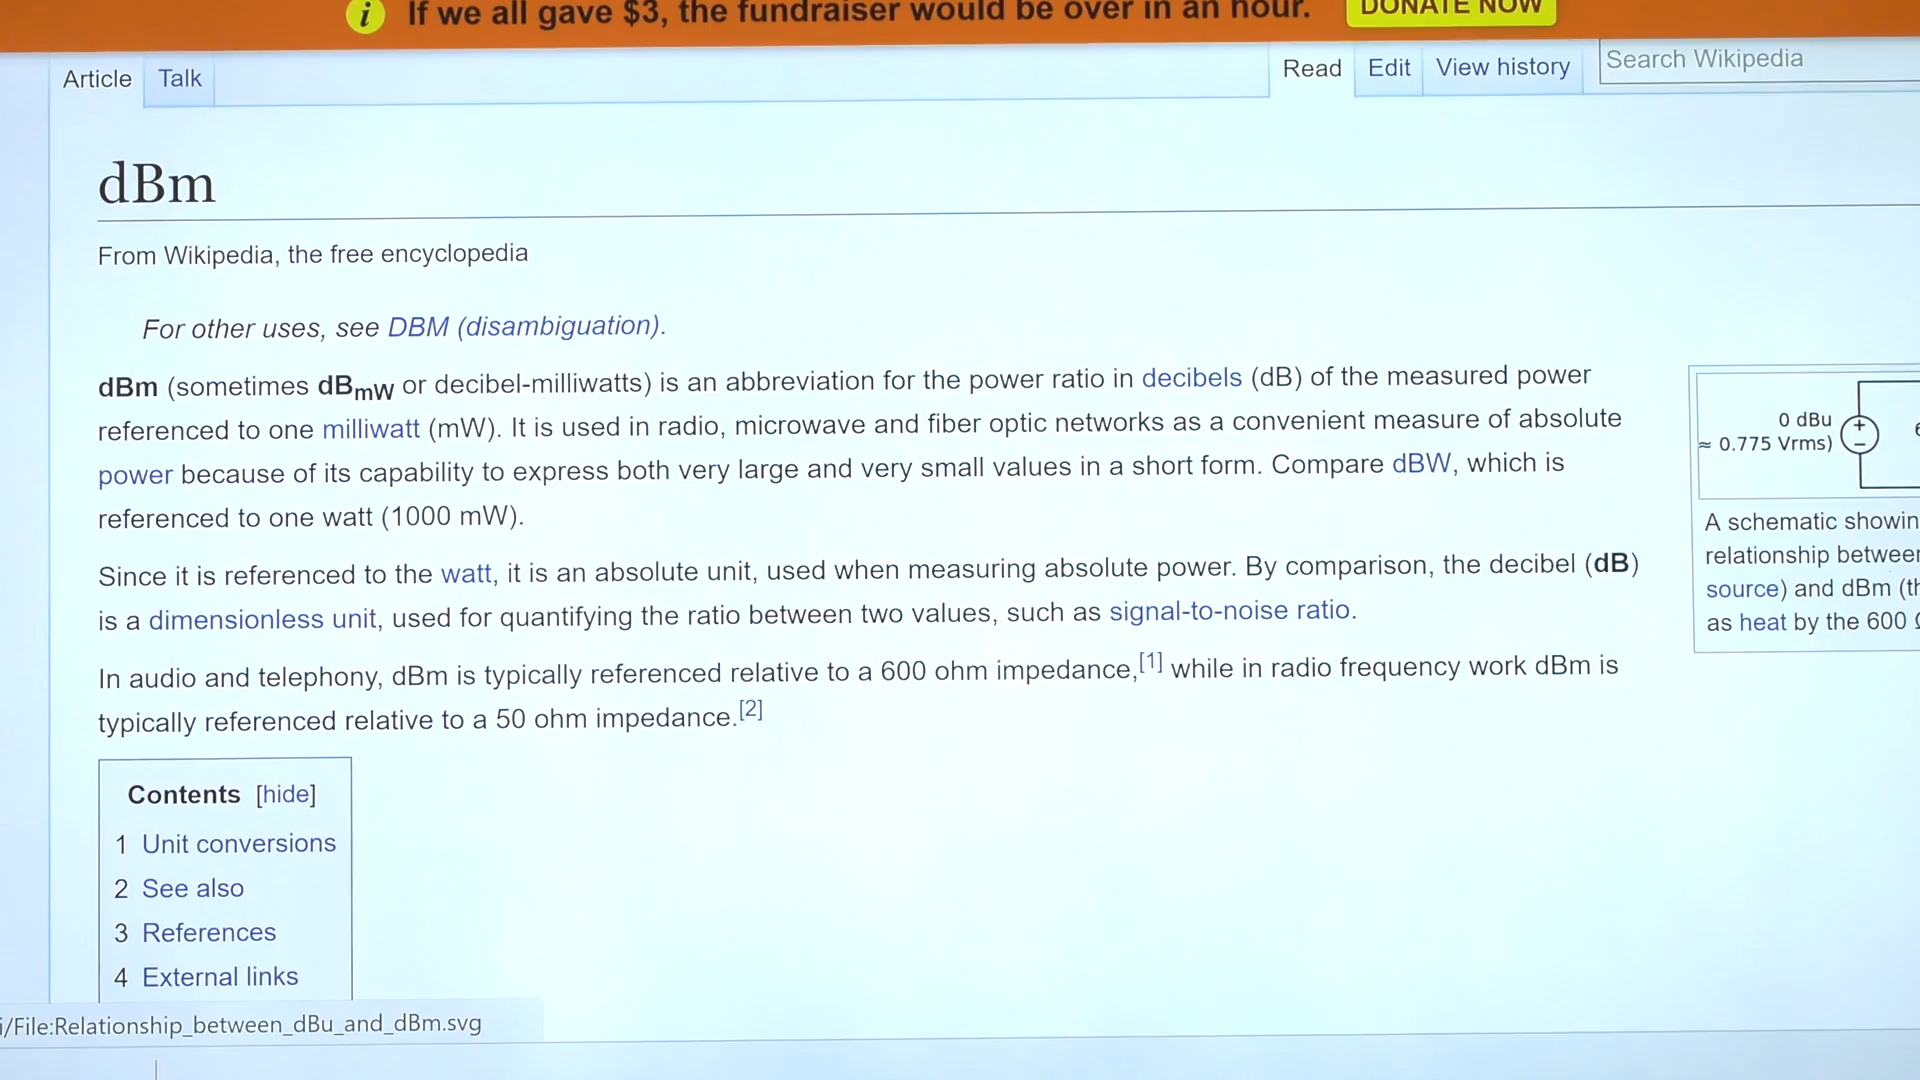 i If we all gave $3, the fundraiser would be over in an hour. DONATE NOW
Article Talk Read Edit View history Search Wikipedia
dBm
From Wikipedia, the free encyclopedia
For other uses, see DBM (disambiguation).
dBm (sometimes dBmW or decibel-milliwatts) is an abbreviation for the power ratio in decibels (dB) of the measured power
referenced to one milliwatt (mW). It is used in radio, microwave and fiber optic networks as a convenient measure of absolute
power because of its capability to express both very large and very small values in a short form. Compare dBW, which is
referenced to one watt (1000 mW).
Since it is referenced to the watt, it is an absolute unit, used when measuring absolute power. By comparison, the decibel (dB)
is a dimensionless unit, used for quantifying the ratio between two values, such as signal-to-noise ratio.
In audio and telephony, dBm is typically referenced relative to a 600 ohm impedance,[1] while in radio frequency work dBm is
typically referenced relative to a 50 ohm impedance.[2]
0 dBu
≈ 0.775 Vrms)
+
−
A schematic showin
relationship between
source) and dBm (th
as heat by the 600 Ω
Contents [hide]
1 Unit conversions
2 See also
3 References
4 External links
i/File:Relationship_between_dBu_and_dBm.svg